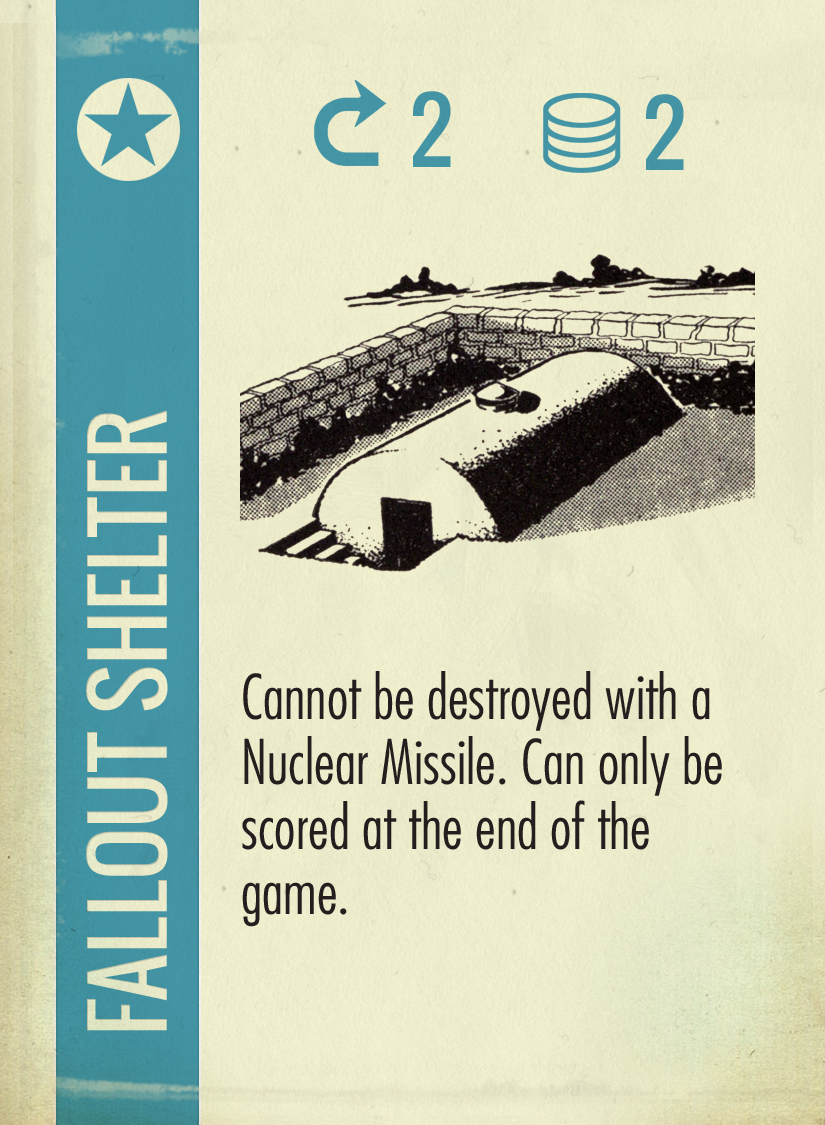 FALLOUT SHELTER
2 2
Cannot be destroyed with a
Nuclear Missile. Can only be
scored at the end of the
game.